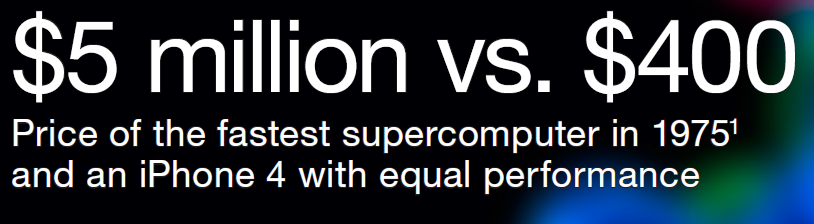 $5 million vs. $400
Price of the fastest supercomputer in 1975¹
and an iPhone 4 with equal performance